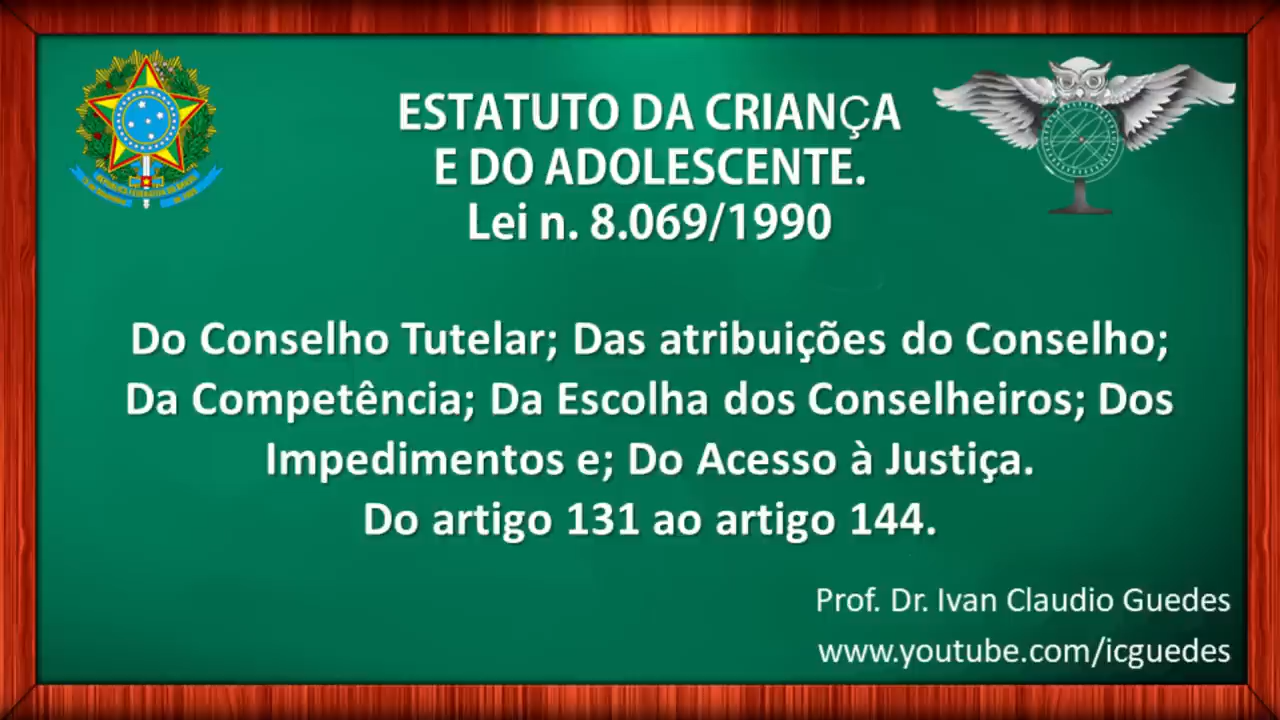 ESTATUTO DA CRIANÇA
E DO ADOLESCENTE.
Lei n. 8.069/1990
Do Conselho Tutelar; Das atribuições do Conselho;
Da Competência; Da Escolha dos Conselheiros; Dos
Impedimentos e; Do Acesso à Justiça.
Do artigo 131 ao artigo 144.
Prof. Dr. Ivan Claudio Guedes
www.youtube.com/icguedes